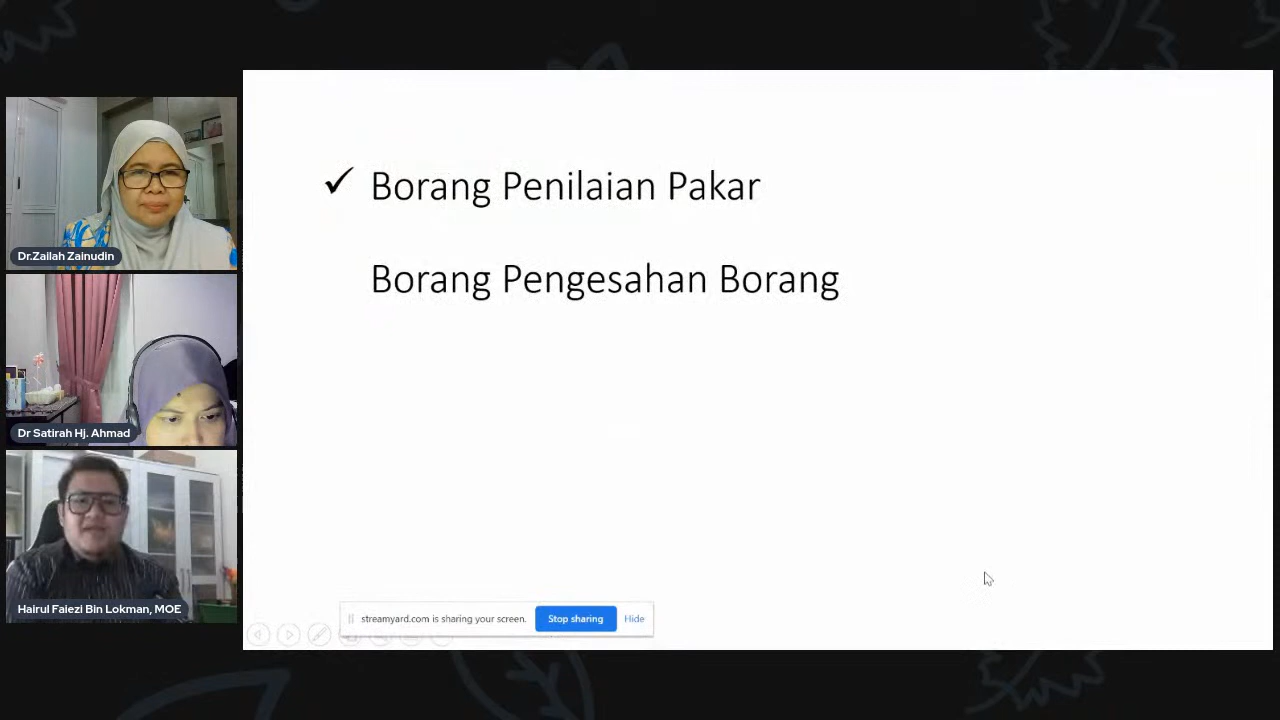 Dr.Zailah Zainudin
Dr Satirah Hj. Ahmad
Hairul Faiezi Bin Lokman, MOE
✓ Borang Penilaian Pakar
Borang Pengesahan Borang
streamyard.com is sharing your screen. Stop sharing Hide